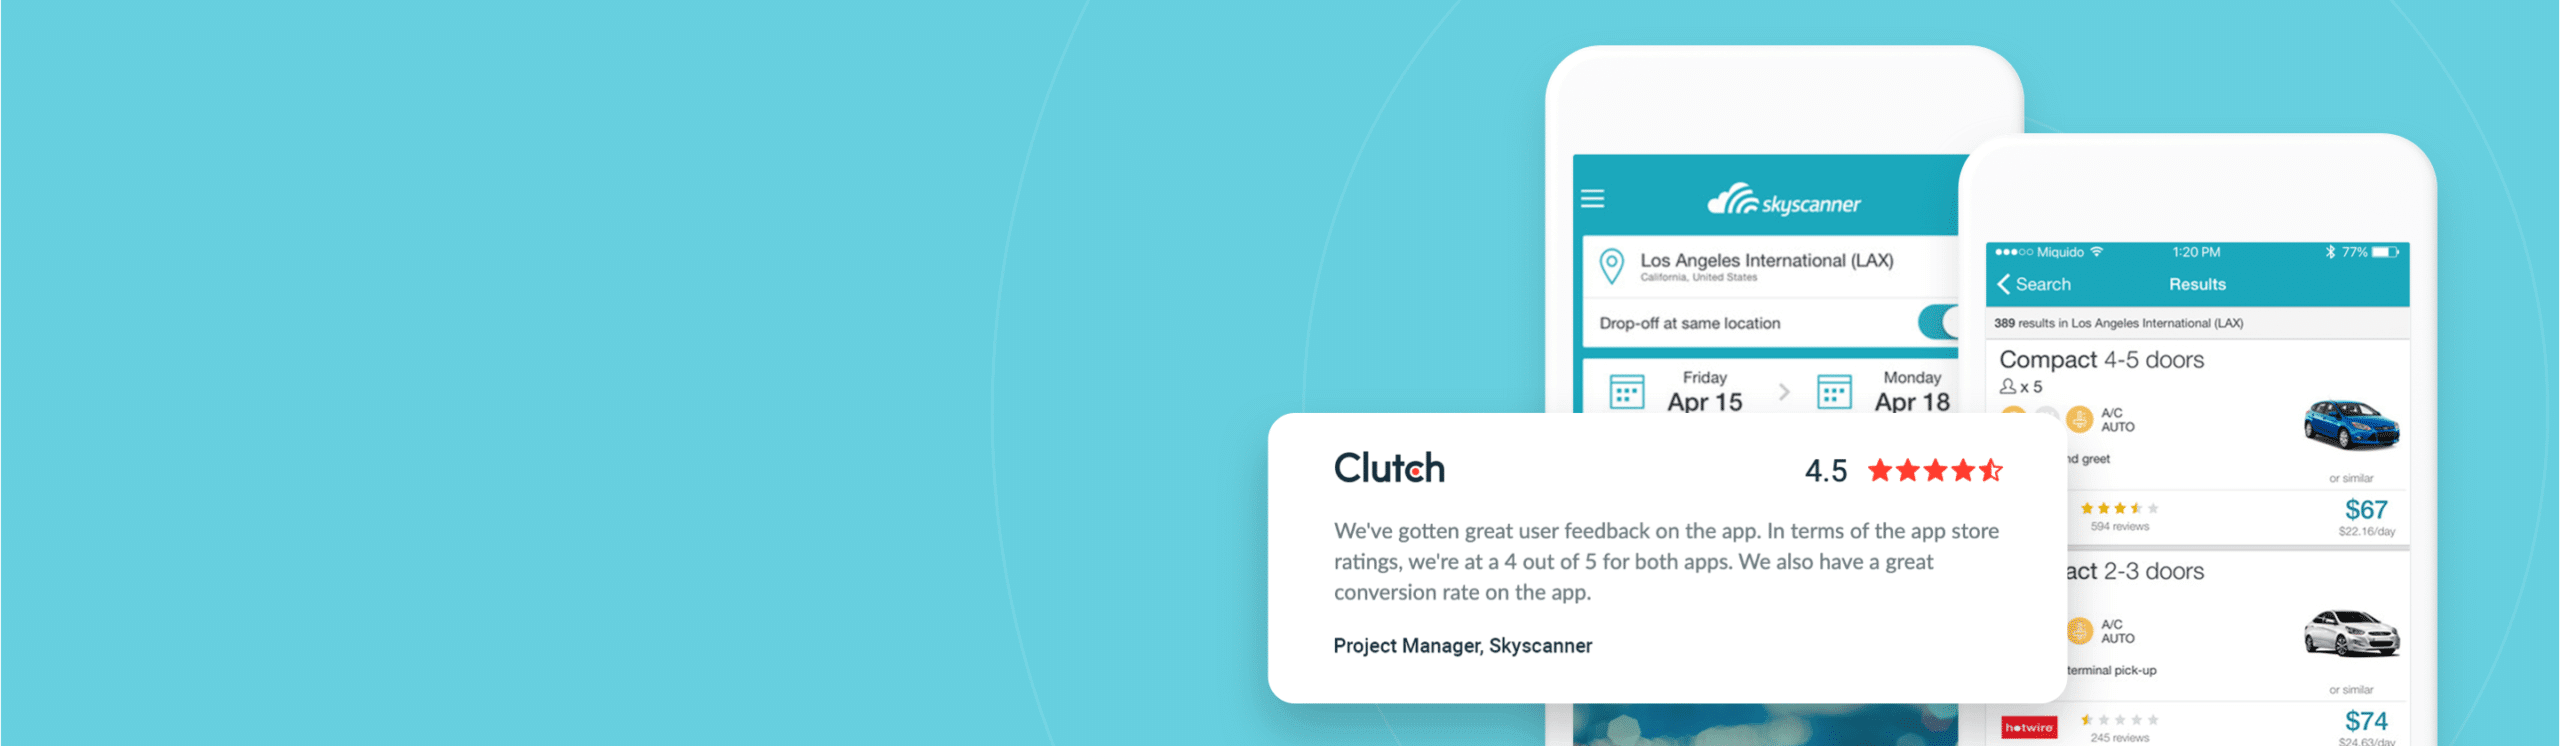 skyscanner
Los Angeles International (LAX)
California, United States
Drop-off at same location
Friday
Apr 15
Monday
Apr 18
Miquido
1:20 PM
77%
Search
Results
389 results in Los Angeles International (LAX)
Compact 4-5 doors
x 5
A/C
AUTO
nd greet
or similar
$67
594 reviews
$22.16/day
act 2-3 doors
A/C
AUTO
terminal pick-up
or similar
hotwire
$74
245 reviews
$24.63/day
Clutch
4.5
We've gotten great user feedback on the app. In terms of the app store
ratings, we're at a 4 out of 5 for both apps. We also have a great
conversion rate on the app.
Project Manager, Skyscanner